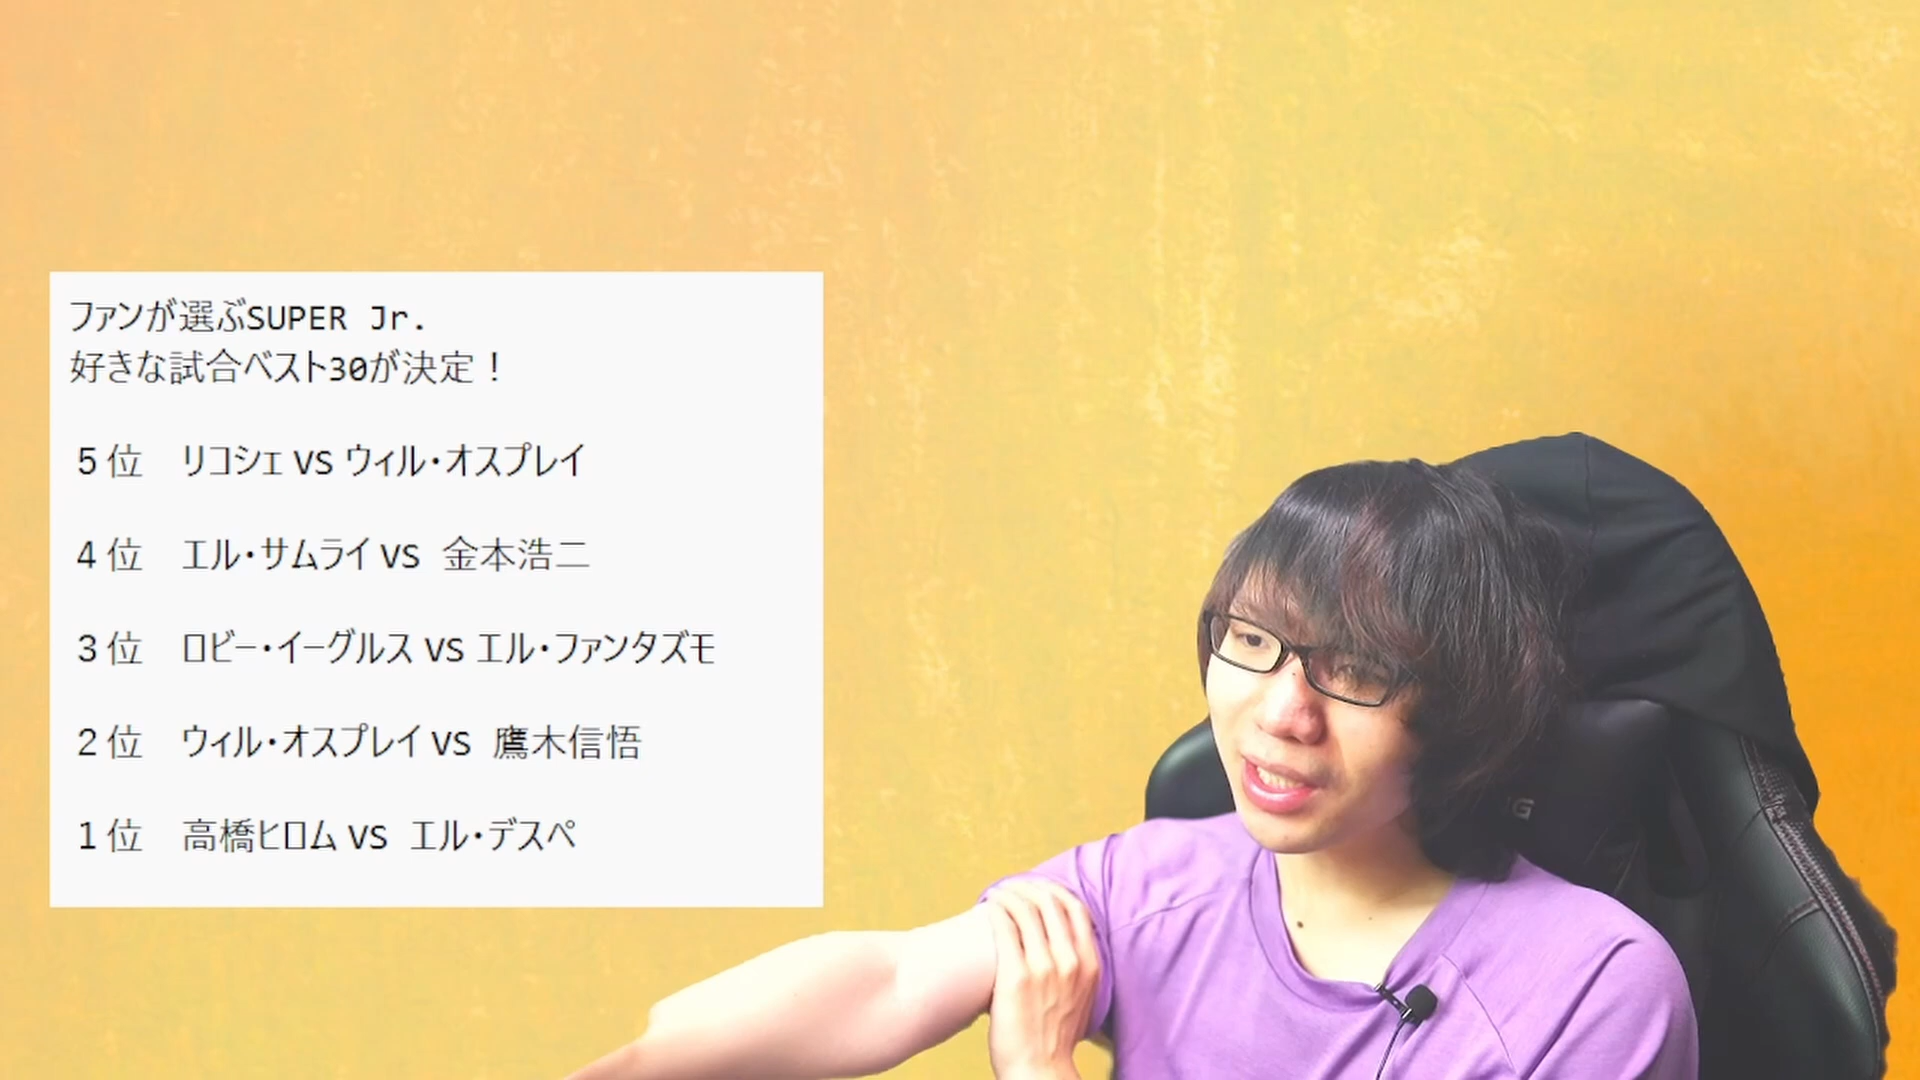 ファンが選ぶSUPER Jr.
好きな試合ベスト30が決定！
５位　リコシェ VS ウィル・オスプレイ
４位　エル・サムライ VS 金本浩二
３位　ロビー・イーグルス VS エル・ファンタズモ
２位　ウィル・オスプレイ VS 鷹木信悟
１位　高橋ヒロム VS エル・デスペ